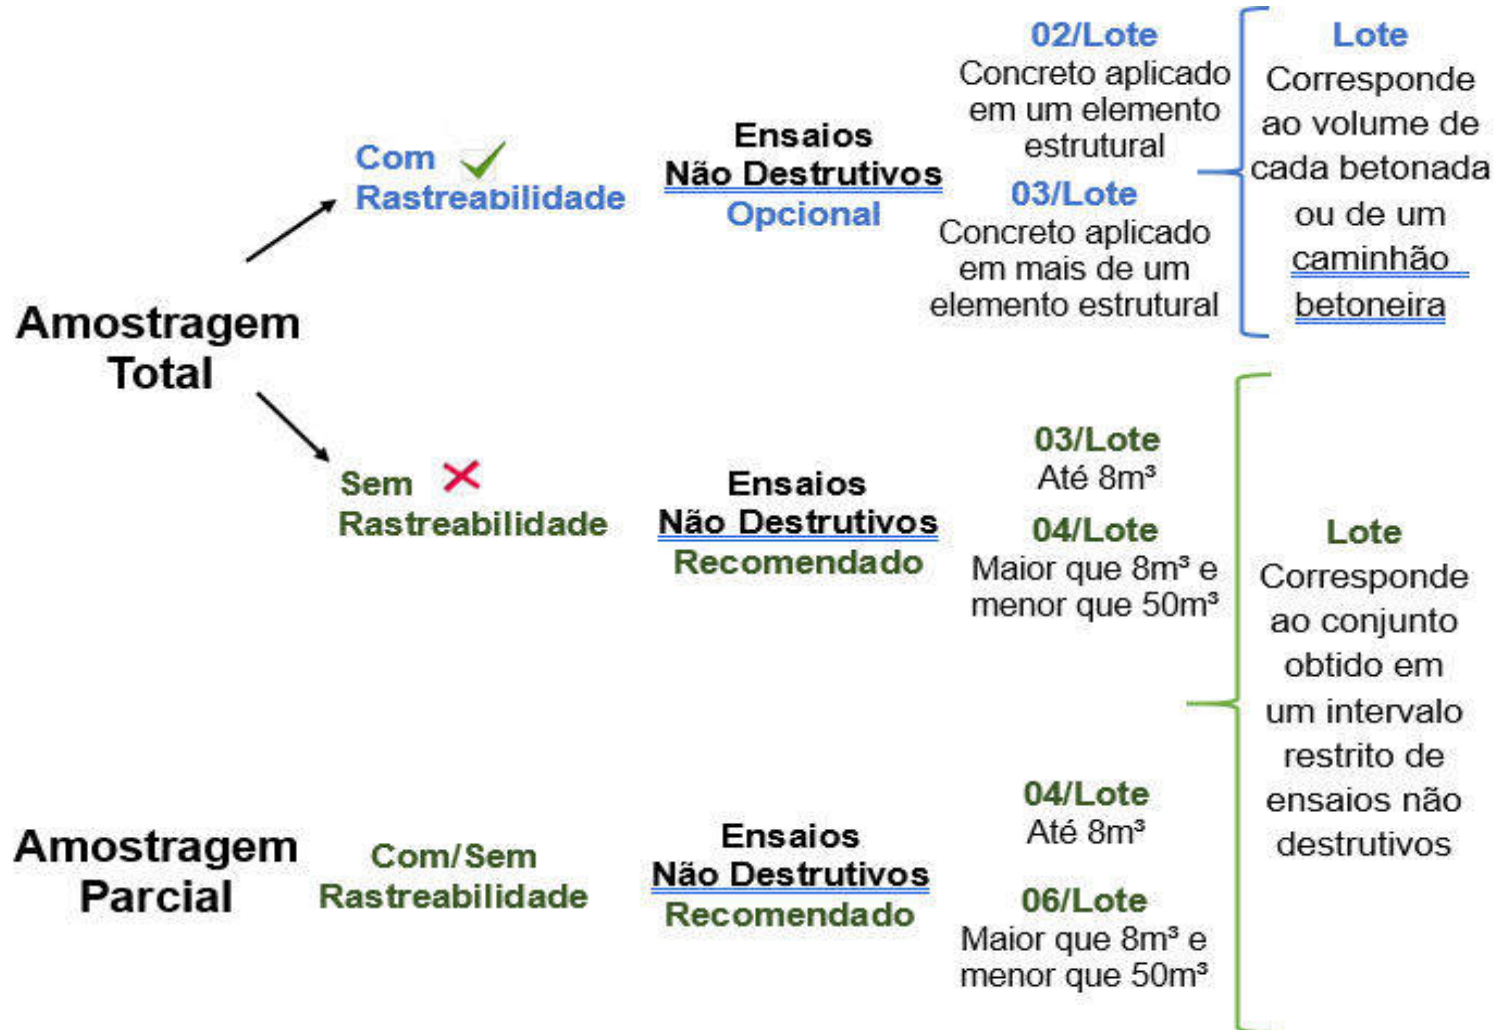 Amostragem
Total
Com
Rastreabilidade
Ensaios
Não Destrutivos
Opcional
02/Lote
Concreto aplicado
em um elemento
estrutural
03/Lote
Concreto aplicado
em mais de um
elemento estrutural
Lote
Corresponde
ao volume de
cada betonada
ou de um
caminhão
betoneira
Sem
Rastreabilidade
Ensaios
Não Destrutivos
Recomendado
03/Lote
Até 8m³
04/Lote
Maior que 8m³ e
menor que 50m³
Amostragem
Parcial
Com/Sem
Rastreabilidade
Ensaios
Não Destrutivos
Recomendado
04/Lote
Até 8m³
06/Lote
Maior que 8m³ e
menor que 50m³
Lote
Corresponde
ao conjunto
obtido em
um intervalo
restrito de
ensaios não
destrutivos